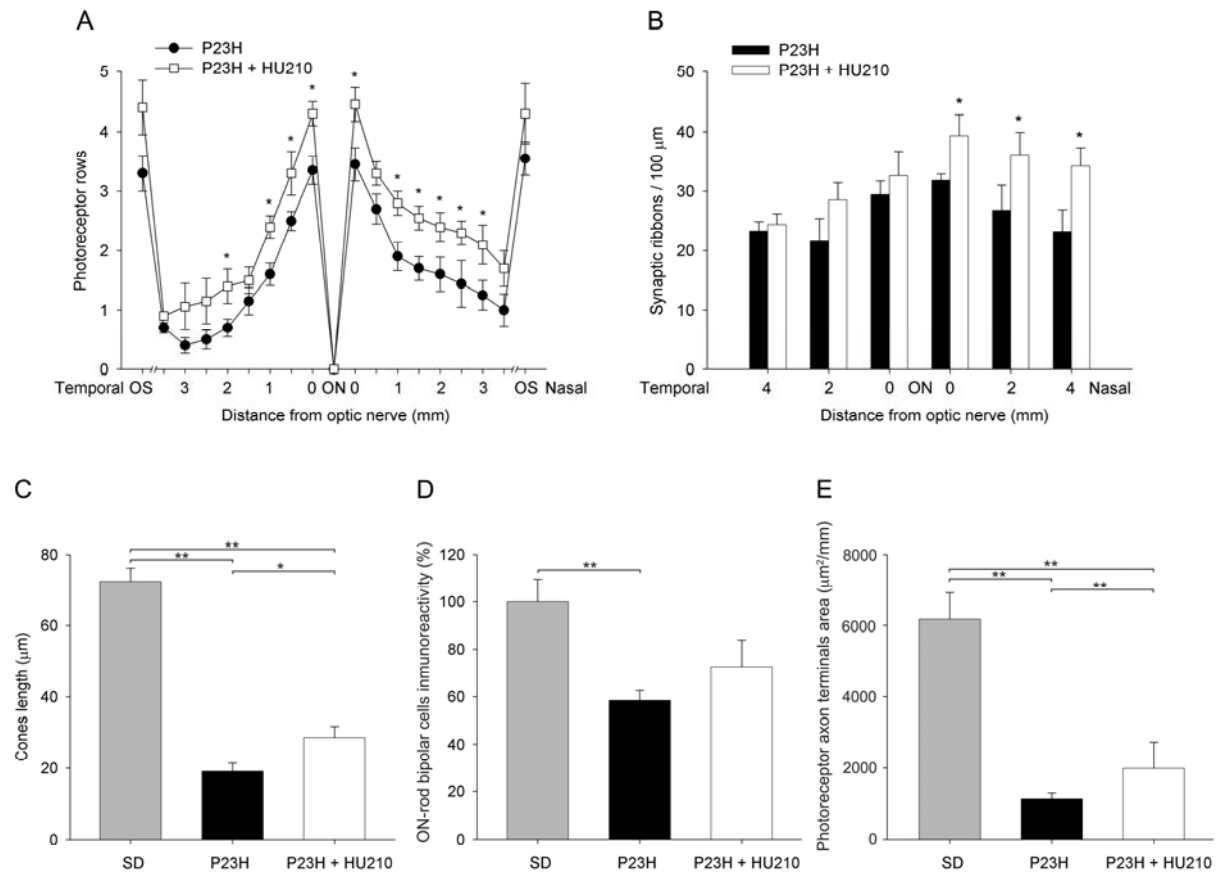 A
P23H
P23H + HU210
5
4
3
2
1
0
Photoreceptor rows
* * * * * * * * * *
Temporal OS 3 2 1 0 ON 0 1 2 3 OS Nasal
Distance from optic nerve (mm)
B
P23H
P23H + HU210
50
40
30
20
10
0
Synaptic ribbons / 100 μm
* * *
Temporal 4 2 0 ON 0 2 4 Nasal
Distance from optic nerve (mm)
C
80
60
40
20
0
Cones length (μm)
**
**
*
SD P23H P23H + HU210
D
120
100
80
60
40
20
0
ON-rod bipolar cells inmunoreactivity (%)
**
SD P23H P23H + HU210
E
8000
6000
4000
2000
0
Photoreceptor axon terminals area (μm²/mm)
**
**
**
SD P23H P23H + HU210